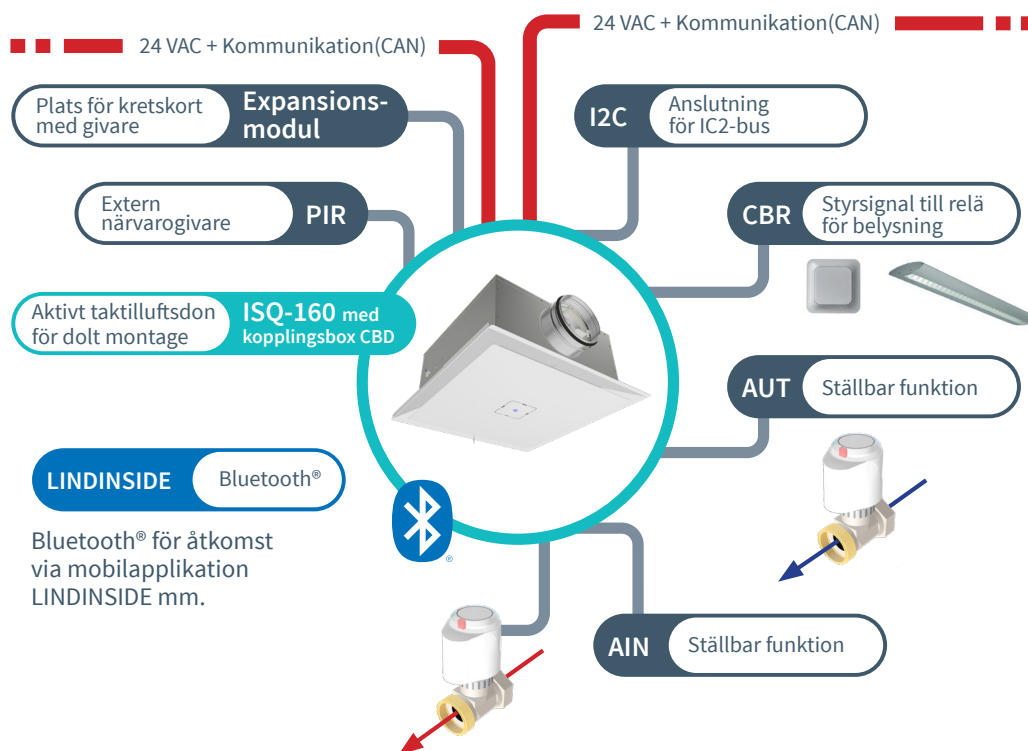 24 VAC + Kommunikation(CAN)
24 VAC + Kommunikation(CAN)
Plats för kretskort
med givare
Expansions-
modul
I2C
Anslutning
för IC2-bus
Extern
närvarogivare
PIR
CBR
Styrsignal till relä
för belysning
Aktivt taktilluftsdon
för dolt montage
ISQ-160 med
kopplingsbox CBD
AUT
Ställbar funktion
LINDINSIDE
Bluetooth®
Bluetooth® för åtkomst
via mobilapplikation
LINDINSIDE mm.
®
AIN
Ställbar funktion